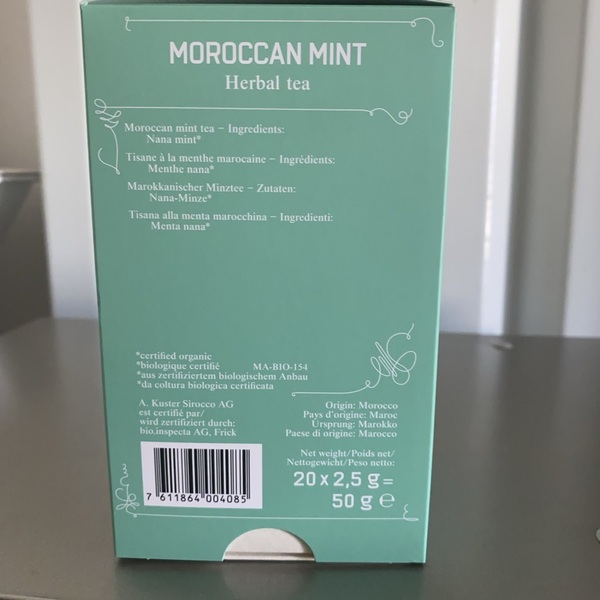 MOROCCAN MINT
Herbal tea
Moroccan mint tea – Ingredients:
Nana mint*
Tisane à la menthe marocaine – Ingrédients:
Menthe nana*
Marokkanischer Minztee – Zutaten:
Nana-Minze*
Tisana alla menta marocchina – Ingredienti:
Menta nana*
*certified organic
*biologique certifié MA-BIO-154
*aus zertifiziertem biologischem Anbau
*da coltura biologica certificata
A. Kuster Sirocco AG
est certifié par/
wird zertifiziert durch:
bio.inspecta AG, Frick
Origin: Morocco
Pays d'origine: Maroc
Ursprung: Marokko
Paese di origine: Marocco
Net weight/Poids net/
Nettogewicht/Peso netto:
20 x 2,5 g=
50 g ℮
7 611864 004085